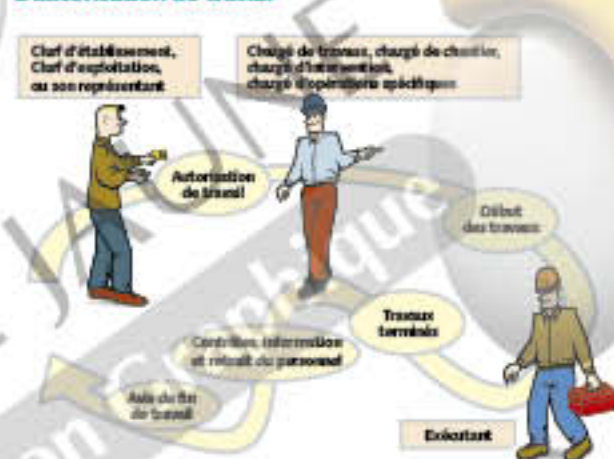 Chef d'établissement,
Chef d'exploitation,
ou son représentant
Chargé de travaux, chargé de chantier,
chargé d'intervention,
chargé d'opérations spécifiques
Autorisation
de travail
Début
des travaux
Travaux
terminés
Contrôles, information
et retrait du personnel
Avis de fin
de travail
Exécutant
JAUNE
Graphique